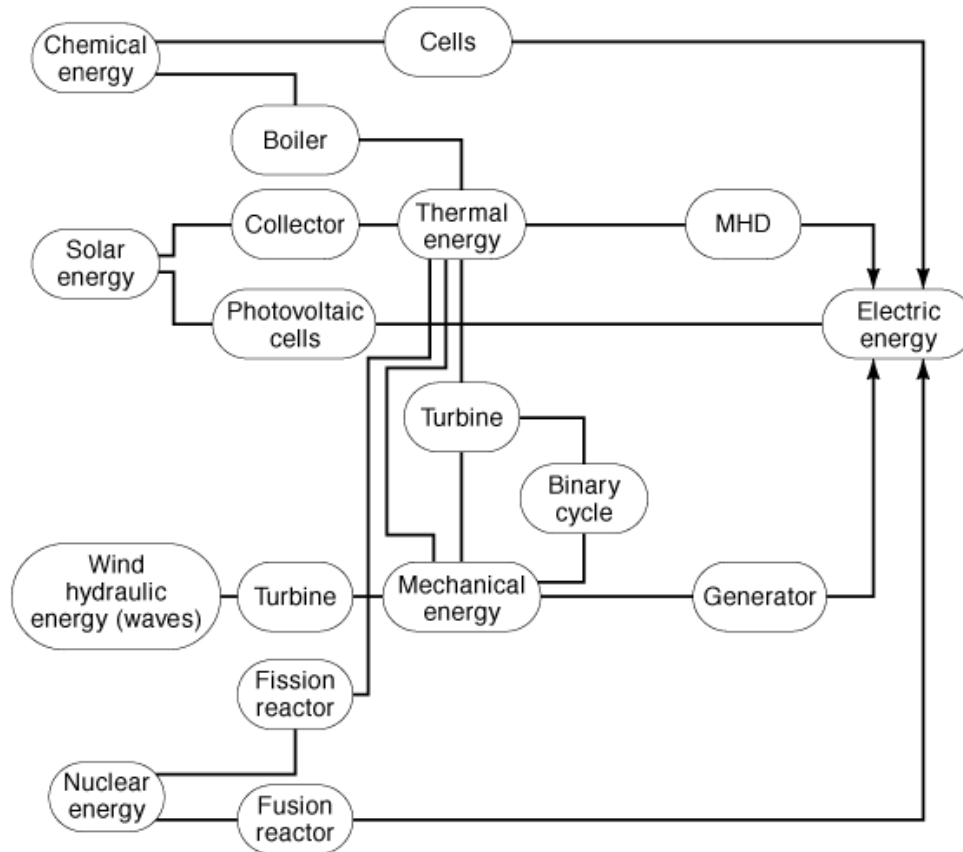 Chemical
energy
Cells
Boiler
Collector
Thermal
energy
MHD
Solar
energy
Photovoltaic
cells
Electric
energy
Turbine
Binary
cycle
Wind
hydraulic
energy (waves)
Turbine
Mechanical
energy
Generator
Fission
reactor
Nuclear
energy
Fusion
reactor